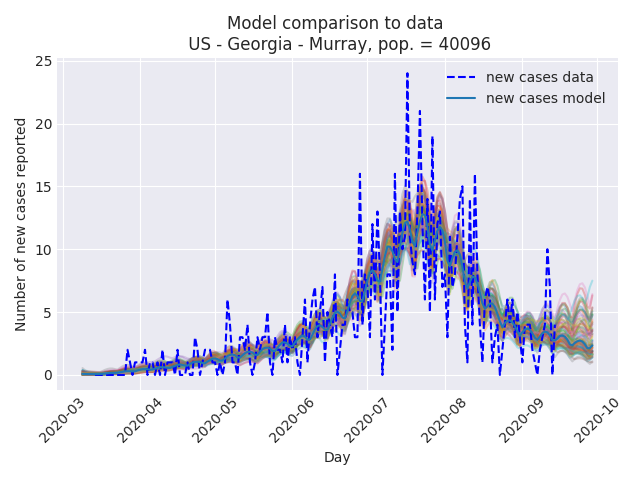 Model comparison to data
US - Georgia - Murray, pop. = 40096
25
20
15
10
5
0
Number of new cases reported
new cases data
new cases model
2020-03
2020-04
2020-05
2020-06
2020-07
2020-08
2020-09
2020-10
Day